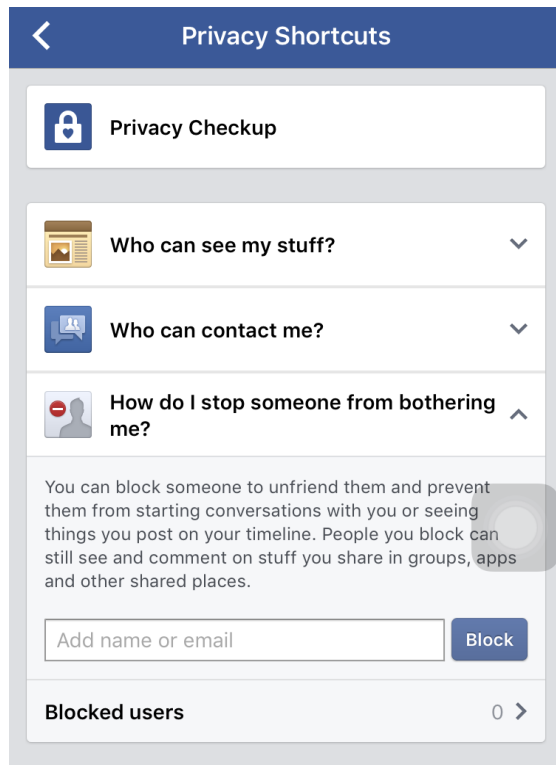 Privacy Shortcuts
Privacy Checkup
Who can see my stuff?
Who can contact me?
How do I stop someone from bothering
me?
You can block someone to unfriend them and prevent
them from starting conversations with you or seeing
things you post on your timeline. People you block can
still see and comment on stuff you share in groups, apps
and other shared places.
Add name or email
Block
Blocked users 0